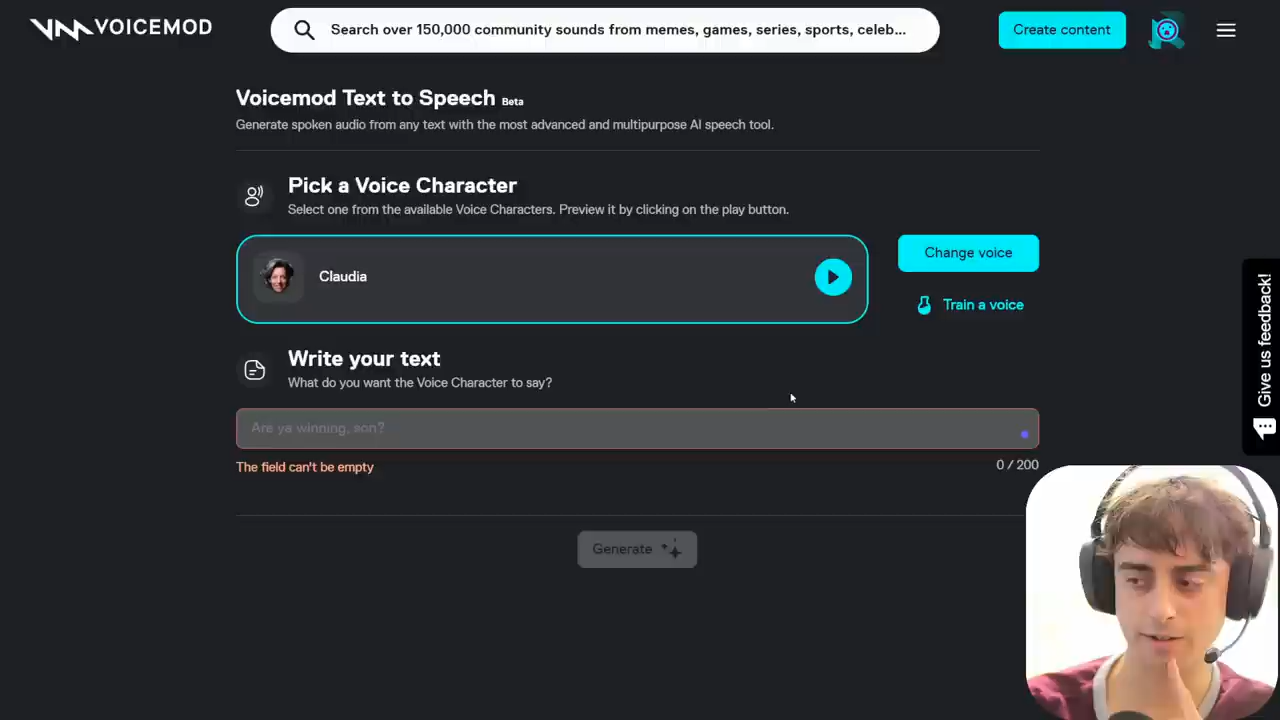 VOICEMOD
Search over 150,000 community sounds from memes, games, series, sports, celeb...
Create content
Voicemod Text to Speech Beta
Generate spoken audio from any text with the most advanced and multipurpose AI speech tool.
Pick a Voice Character
Select one from the available Voice Characters. Preview it by clicking on the play button.
Claudia
Change voice
Train a voice
Give us feedback!
Write your text
What do you want the Voice Character to say?
Are ya winning, son?
The field can't be empty
0 / 200
Generate